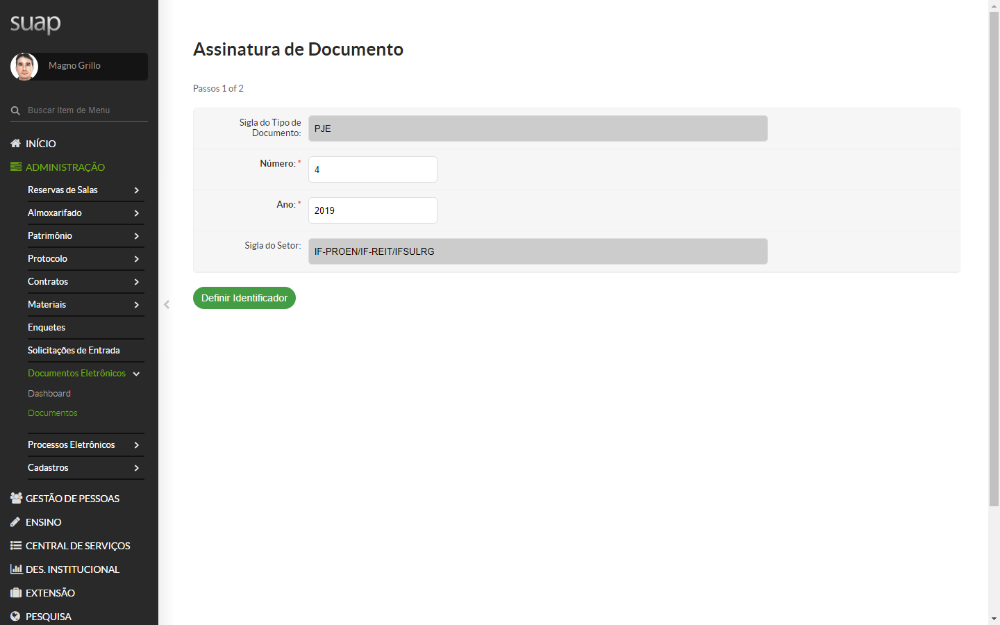 suap
Magno Grillo
Buscar Item de Menu
INÍCIO
ADMINISTRAÇÃO
Reservas de Salas
Almoxarifado
Patrimônio
Protocolo
Contratos
Materiais
Enquetes
Solicitações de Entrada
Documentos Eletrônicos
Dashboard
Documentos
Processos Eletrônicos
Cadastros
GESTÃO DE PESSOAS
ENSINO
CENTRAL DE SERVIÇOS
DES. INSTITUCIONAL
EXTENSÃO
PESQUISA
Assinatura de Documento
Passos 1 of 2
Sigla do Tipo de
Documento:
PJE
Número: *
4
Ano: *
2019
Sigla do Setor:
IF-PROEN/IF-REIT/IFSULRG
Definir Identificador